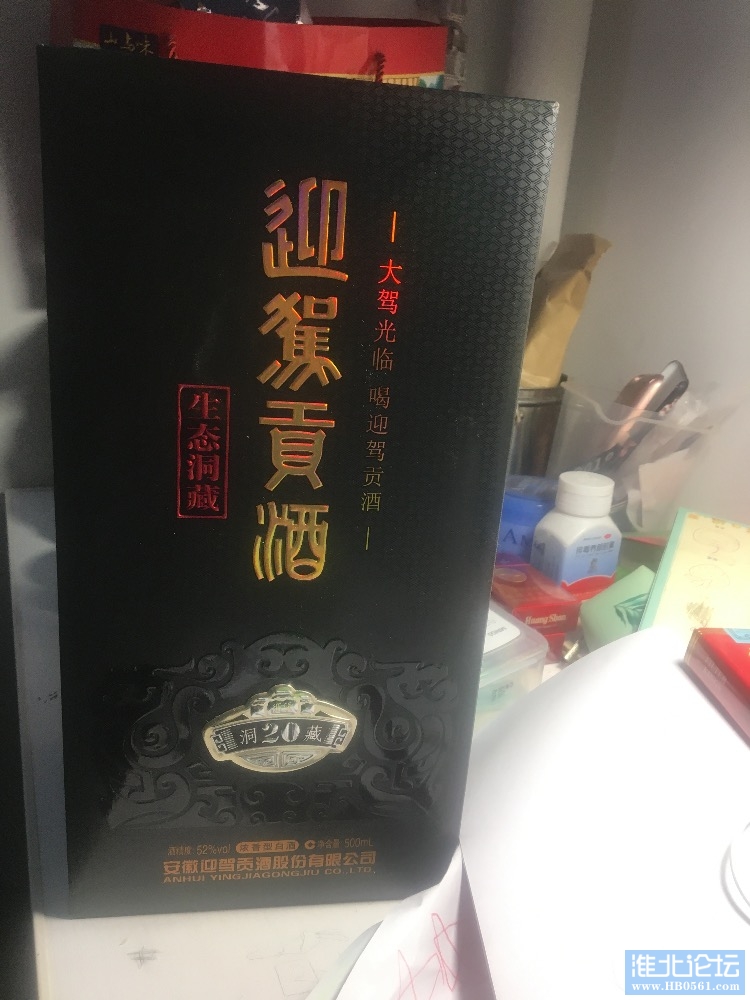 迎駕貢酒
大驾光临 喝迎驾贡酒
生态洞藏
洞20藏
酒精度:52%vol 浓香型白酒 净含量:500mL
安徽迎驾贡酒股份有限公司
ANHUI YINGJIAGONGJIU CO.,LTD.
Huang Shan
淮北论坛
www.HB0561.com